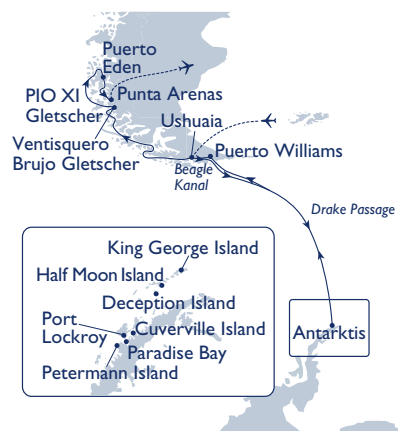 Puerto
Eden
PIO XI
Gletscher
Punta Arenas
Ushuaia
Ventisquero
Brujo Gletscher
Puerto Williams
Beagle
Kanal
Drake Passage
King George Island
Half Moon Island
Deception Island
Port
Lockroy
Cuverville Island
Paradise Bay
Petermann Island
Antarktis